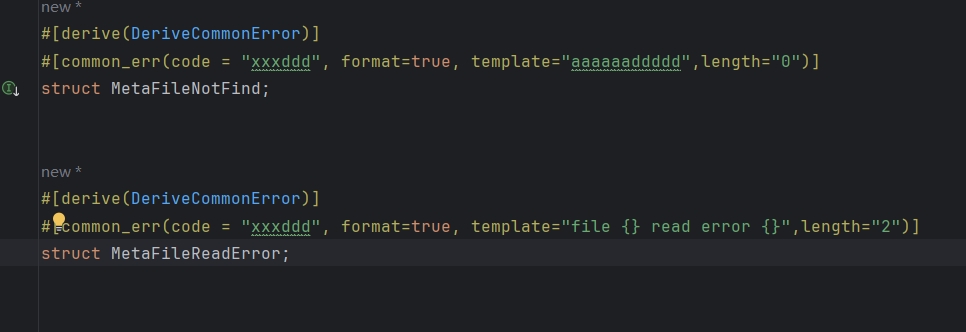 new *
#[derive(DeriveCommonError)]
#[common_err(code = "xxxddd", format=true, template="aaaaaaddddd",length="0")]
struct MetaFileNotFind;
new *
#[derive(DeriveCommonError)]
#[common_err(code = "xxxddd", format=true, template="file {} read error {}",length="2")]
struct MetaFileReadError;